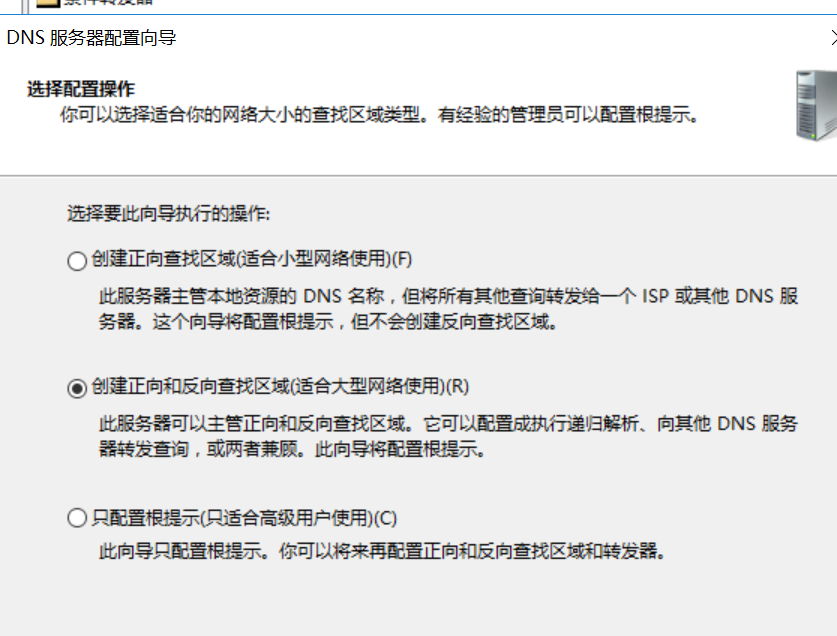 条件转发器
DNS 服务器配置向导
选择配置操作
你可以选择适合你的网络大小的查找区域类型。有经验的管理员可以配置根提示。
选择要此向导执行的操作:
创建正向查找区域(适合小型网络使用)(F)
此服务器主管本地资源的 DNS 名称，但将所有其他查询转发给一个 ISP 或其他 DNS 服
务器。这个向导将配置根提示，但不会创建反向查找区域。
创建正向和反向查找区域(适合大型网络使用)(R)
此服务器可以主管正向和反向查找区域。它可以配置成执行递归解析、向其他 DNS 服务
器转发查询，或两者兼顾。此向导将配置根提示。
只配置根提示(只适合高级用户使用)(C)
此向导只配置根提示。你可以将来再配置正向和反向查找区域和转发器。